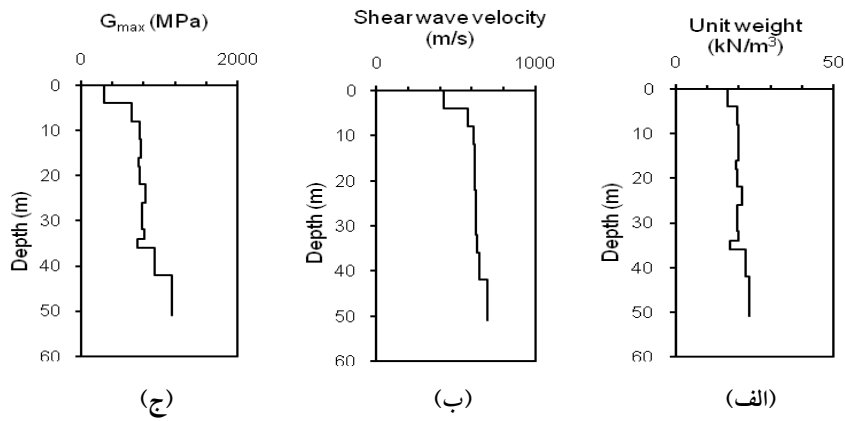 G max (MPa)
0 2000
0
10
20
30
40
50
60
Depth (m)
(ج)
Shear wave velocity
(m/s)
0 1000
0
10
20
30
40
50
60
Depth (m)
(ب)
Unit weight
(kN/m³)
0 50
0
10
20
30
40
50
60
Depth (m)
(الف)